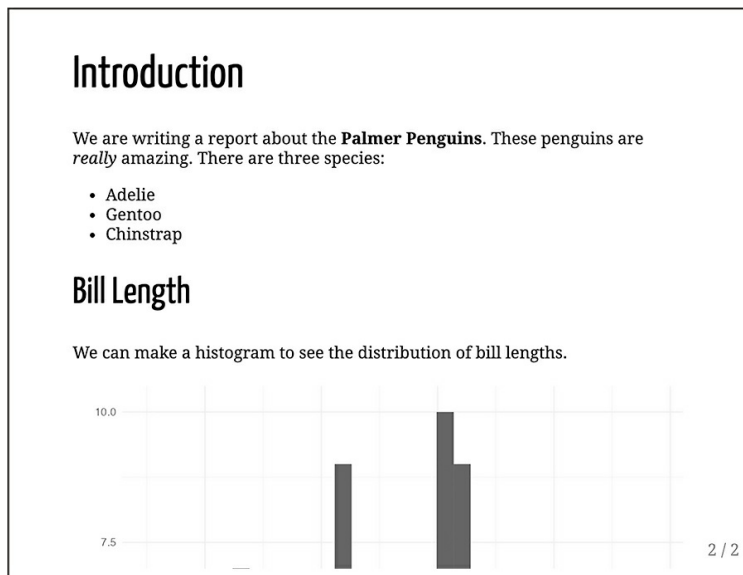 Introduction
We are writing a report about the Palmer Penguins. These penguins are
really amazing. There are three species:
• Adelie
• Gentoo
• Chinstrap
Bill Length
We can make a histogram to see the distribution of bill lengths.
10.0
7.5
2 / 2